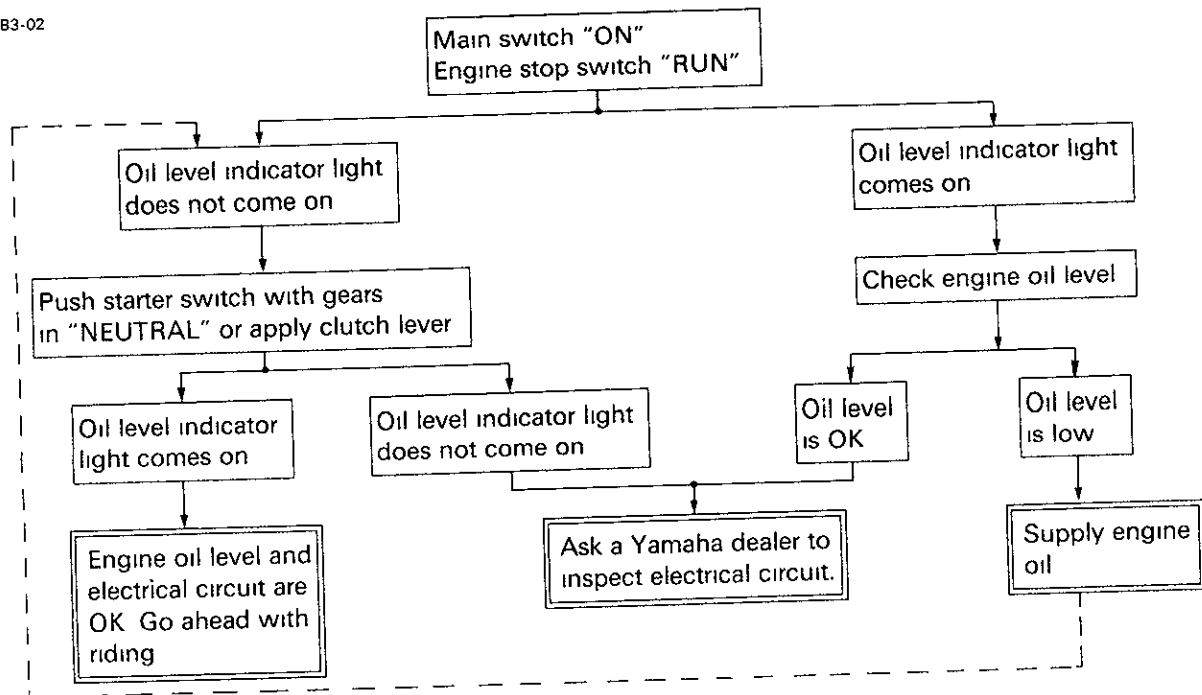 B3-02
Main switch "ON"
Engine stop switch "RUN"
Oil level indicator light
does not come on
Oil level indicator light
comes on
Push starter switch with gears
in "NEUTRAL" or apply clutch lever
Check engine oil level
Oil level indicator
light comes on
Oil level indicator light
does not come on
Oil level
is OK
Oil level
is low
Engine oil level and
electrical circuit are
OK Go ahead with
riding
Ask a Yamaha dealer to
inspect electrical circuit.
Supply engine
oil